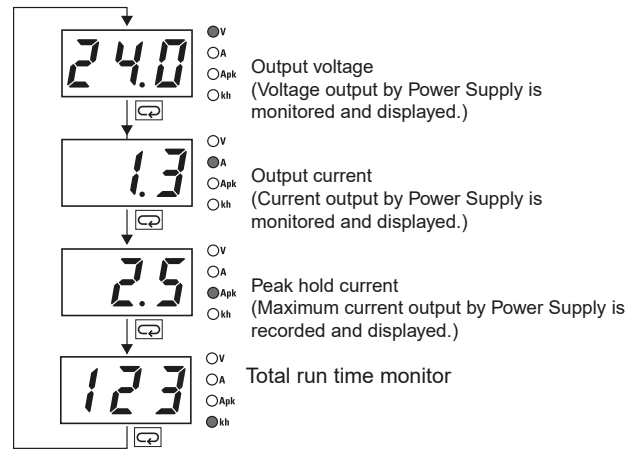 24.0
V
A
Apk
kh
Output voltage
(Voltage output by Power Supply is
monitored and displayed.)
1.3
V
A
Apk
kh
Output current
(Current output by Power Supply is
monitored and displayed.)
2.5
V
A
Apk
kh
Peak hold current
(Maximum current output by Power Supply is
recorded and displayed.)
123
V
A
Apk
kh
Total run time monitor